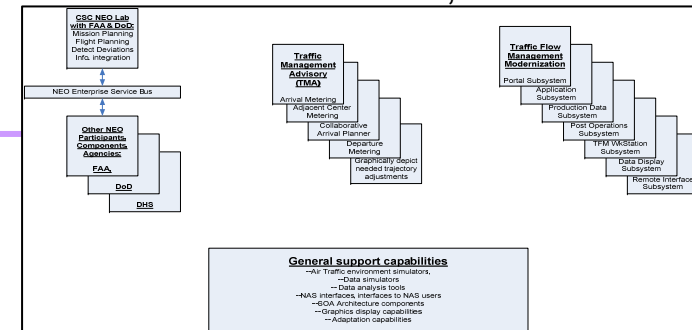 CSC NEO Lab
with FAA & DoD:
Mission Planning
Flight Planning
Detect Deviations
Info. integration
NEO Enterprise Service Bus
Other NEO
Participants,
Components,
Agencies:
FAA,
DoD
DHS
Traffic
Management
Advisory
(TMA)
Arrival Metering
Adjacent Center
Metering
Collaborative
Arrival Planner
Departure
Metering
Graphically depict
needed trajectory
adjustments
Traffic Flow
Management
Modernization
Portal Subsystem
Application
Subsystem
Production Data
Subsystem
Post Operations
Subsystem
TFM WkStation
Subsystem
Data Display
Subsystem
Remote Interface
Subsystem
General support capabilities
--Air Traffic environment simulators,
--Data simulators
-- Data analysis tools
--NAS interfaces, interfaces to NAS users
--SOA Architecture components
--Graphics display capabilities
-- Adaptation capabilities